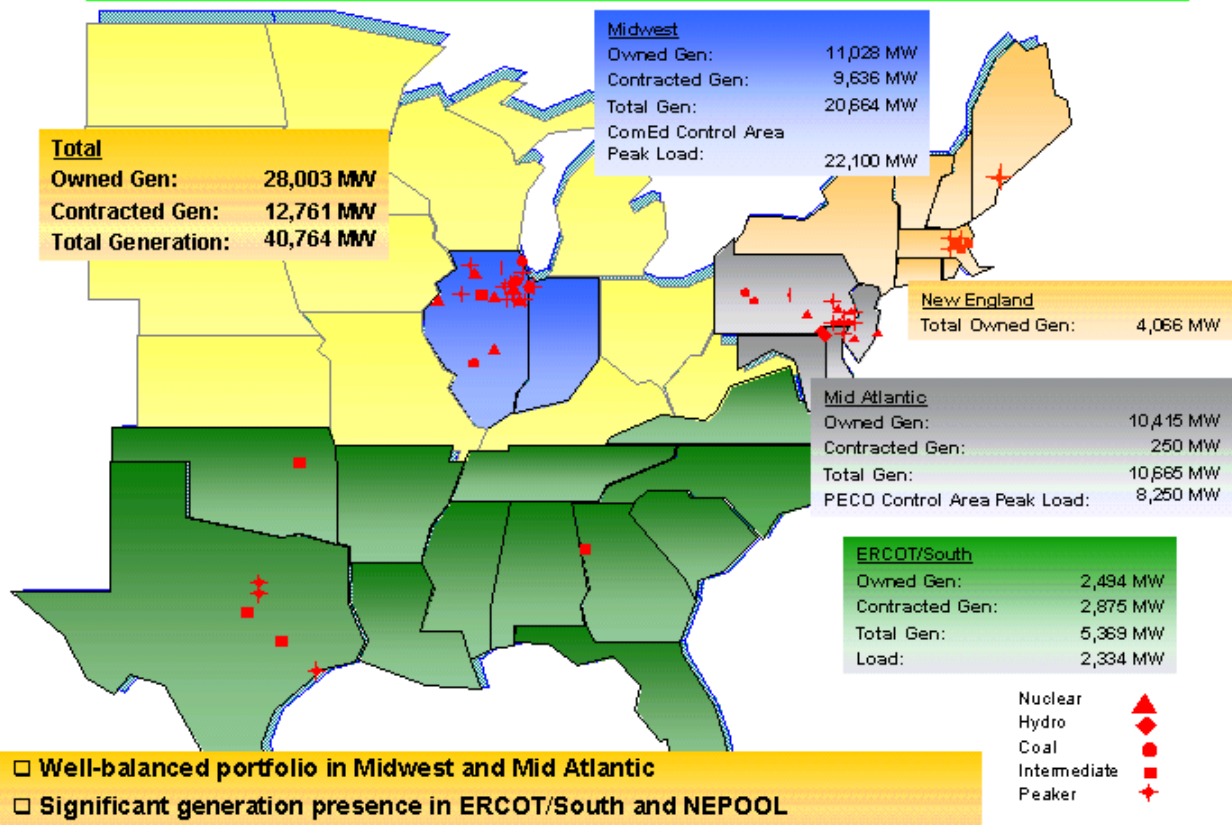 Midwest
Owned Gen: 11,028 MW
Contracted Gen: 9,636 MW
Total Gen: 20,664 MW
ComEd Control Area
Peak Load: 22,100 MW
Total
Owned Gen: 28,003 MW
Contracted Gen: 12,761 MW
Total Generation: 40,764 MW
New England
Total Owned Gen: 4,066 MW
Mid Atlantic
Owned Gen: 10,415 MW
Contracted Gen: 250 MW
Total Gen: 10,665 MW
PECO Control Area Peak Load: 8,250 MW
ERCOT/South
Owned Gen: 2,494 MW
Contracted Gen: 2,875 MW
Total Gen: 5,369 MW
Load: 2,334 MW
Nuclear
Hydro
Coal
Intermediate
Peaker
□ Well-balanced portfolio in Midwest and Mid Atlantic
□ Significant generation presence in ERCOT/South and NEPOOL